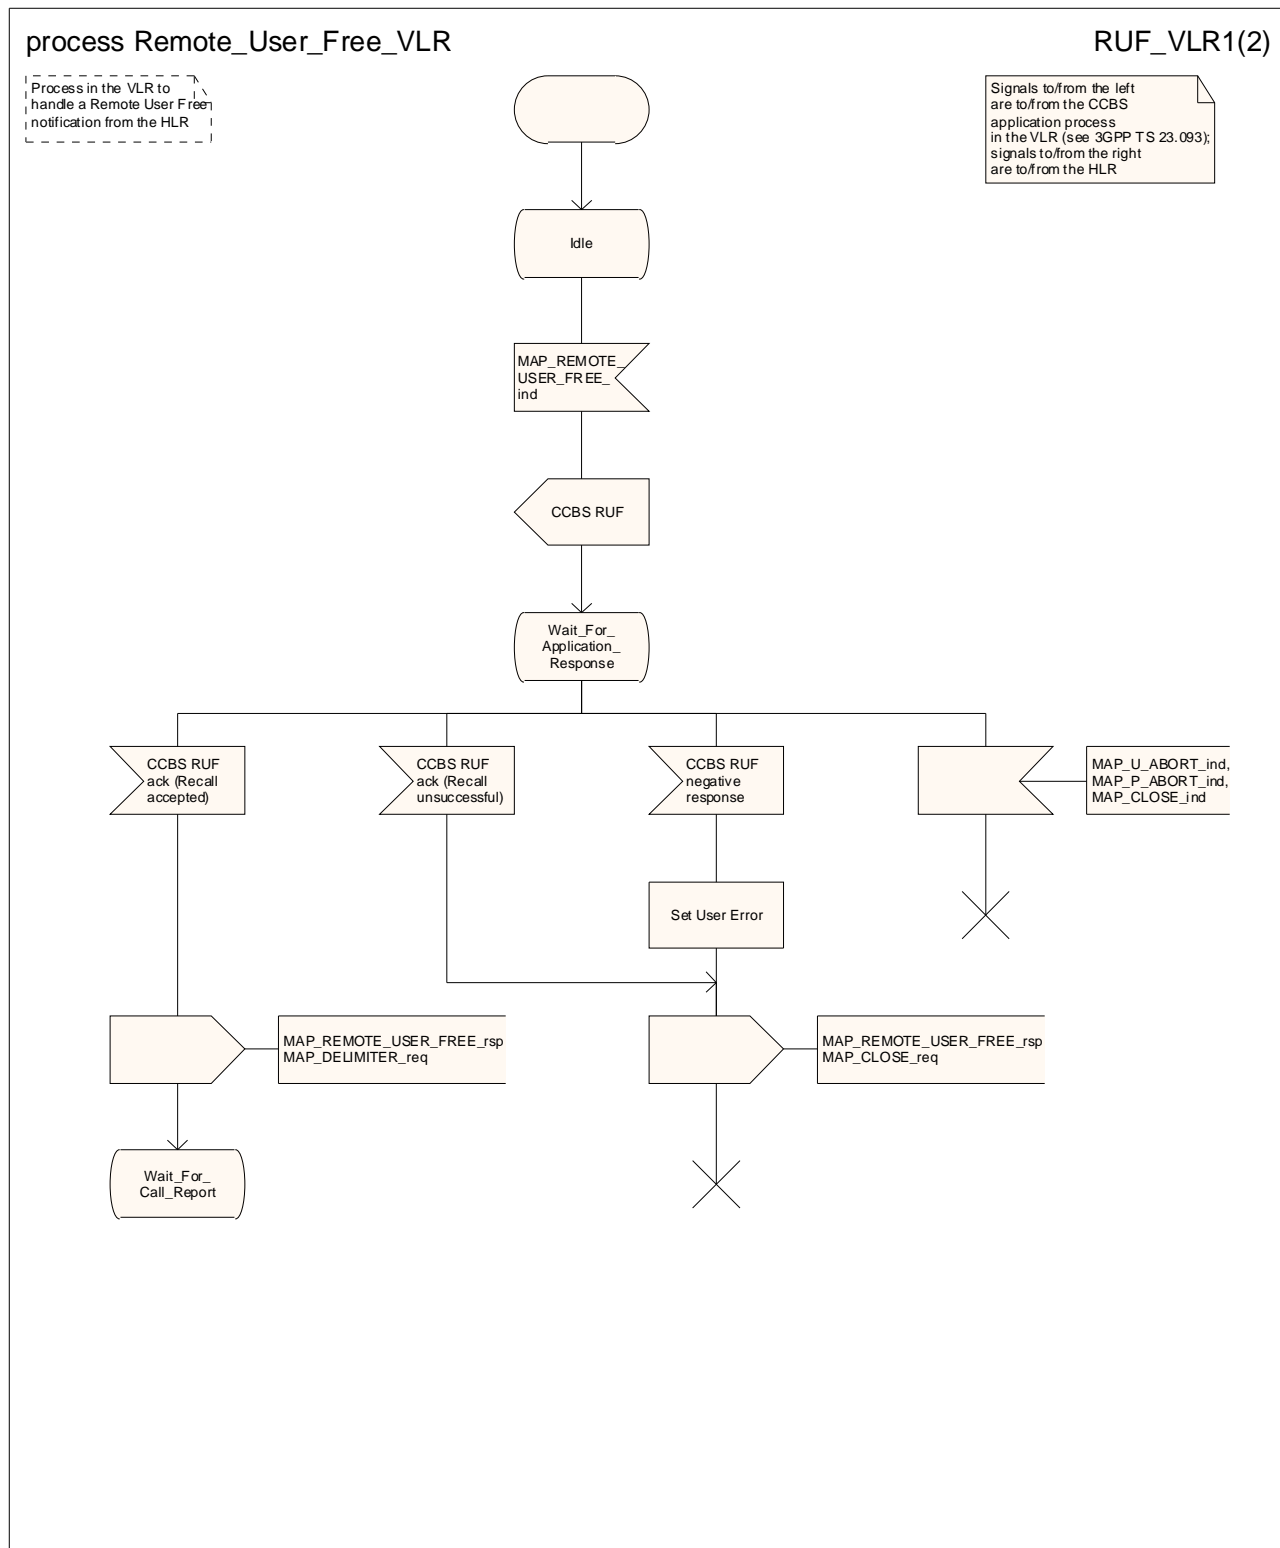 process Remote_User_Free_VLR
RUF_VLR1(2)
Process in the VLR to
handle a Remote User Free
notification from the HLR
Signals to/from the left
are to/from the CCBS
application process
in the VLR (see 3GPP TS 23.093);
signals to/from the right
are to/from the HLR
Idle
MAP_REMOTE_
USER_FREE_
ind
CCBS RUF
Wait_For_
Application_
Response
CCBS RUF
ack (Recall
accepted)
CCBS RUF
ack (Recall
unsuccessful)
CCBS RUF
negative
response
MAP_U_ABORT_ind,
MAP_P_ABORT_ind,
MAP_CLOSE_ind
Set User Error
MAP_REMOTE_USER_FREE_rsp
MAP_DELIMITER_req
MAP_REMOTE_USER_FREE_rsp
MAP_CLOSE_req
Wait_For_
Call_Report